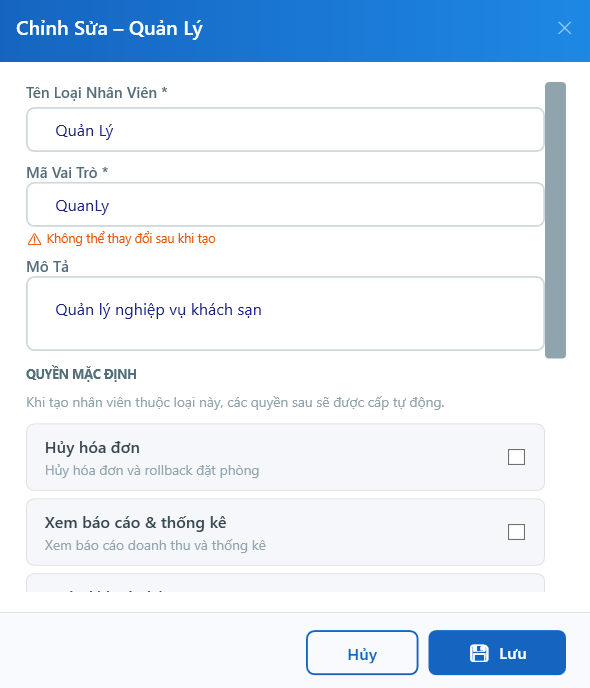 Chỉnh Sửa – Quản Lý
Tên Loại Nhân Viên *
Quản Lý
Mã Vai Trò *
QuanLy
Không thể thay đổi sau khi tạo
Mô Tả
Quản lý nghiệp vụ khách sạn
QUYỀN MẶC ĐỊNH
Khi tạo nhân viên thuộc loại này, các quyền sau sẽ được cấp tự động.
Hủy hóa đơn
Hủy hóa đơn và rollback đặt phòng
Xem báo cáo & thống kê
Xem báo cáo doanh thu và thống kê
Hủy
Lưu